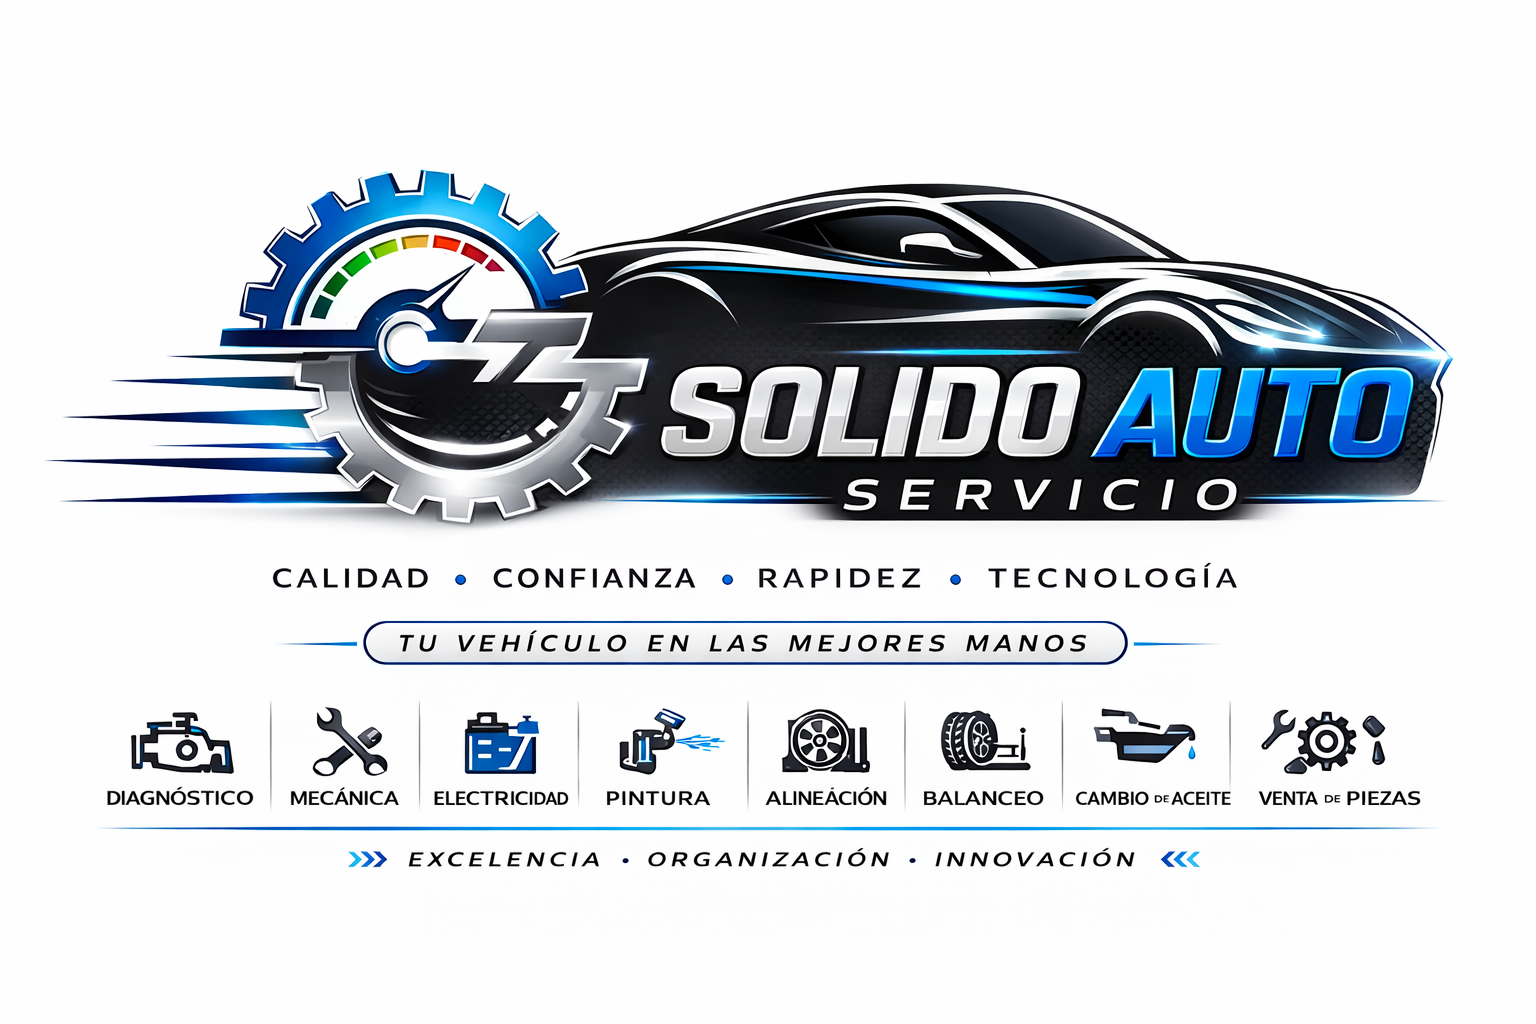 SOLIDO AUTO
SERVICIO
CALIDAD • CONFIANZA • RAPIDEZ • TECNOLOGÍA
TU VEHÍCULO EN LAS MEJORES MANOS
DIAGNÓSTICO MECÁNICA ELECTRICIDAD PINTURA ALINEÁCIÓN BALANCEO CAMBIO DE ACEITE VENTA DE PIEZAS
EXCELENCIA • ORGANIZACIÓN • INNOVACIÓN